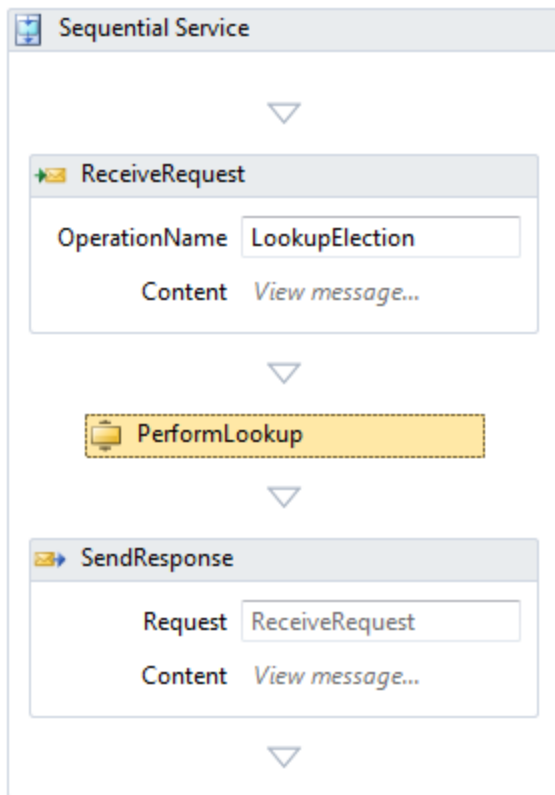 Sequential Service
ReceiveRequest
OperationName LookupElection
Content View message...
PerformLookup
SendResponse
Request ReceiveRequest
Content View message...